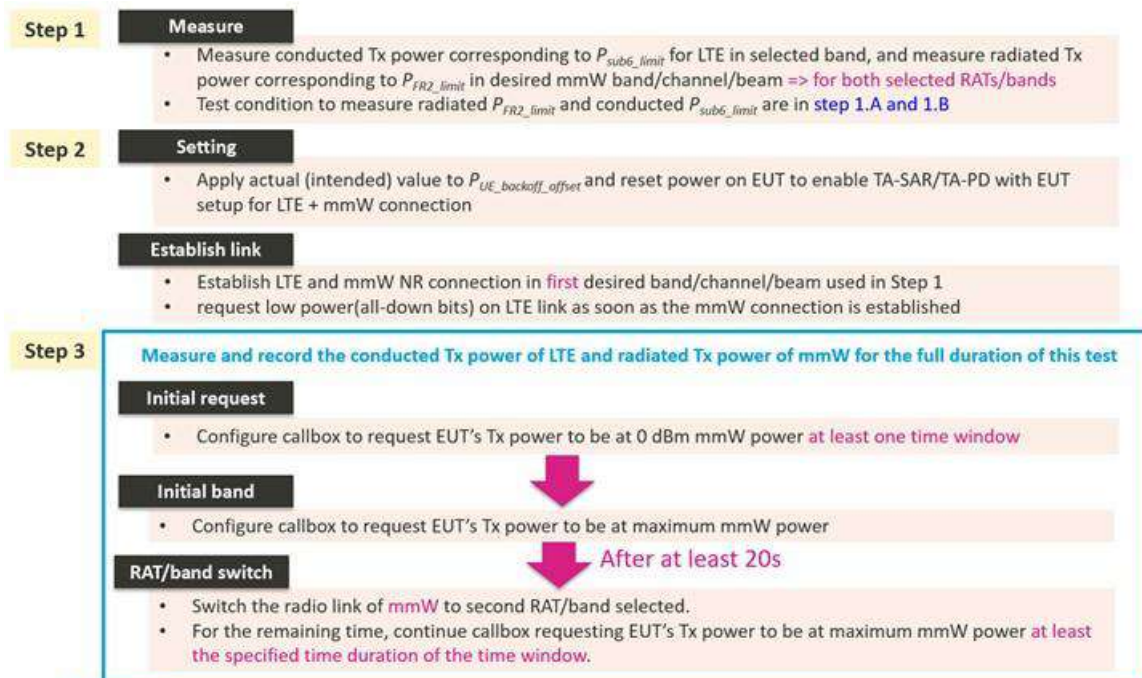 Step 1
Measure
• Measure conducted Tx power corresponding to P_sub6_limit for LTE in selected band, and measure radiated Tx
power corresponding to P_FR2_limit in desired mmW band/channel/beam => for both selected RATs/bands
• Test condition to measure radiated P_FR2_limit and conducted P_sub6_limit are in step 1.A and 1.B
Step 2
Setting
• Apply actual (intended) value to P_UE_backoff_offset and reset power on EUT to enable TA-SAR/TA-PD with EUT
setup for LTE + mmW connection
Establish link
• Establish LTE and mmW NR connection in first desired band/channel/beam used in Step 1
• request low power(all-down bits) on LTE link as soon as the mmW connection is established
Step 3
Measure and record the conducted Tx power of LTE and radiated Tx power of mmW for the full duration of this test
Initial request
• Configure callbox to request EUT's Tx power to be at 0 dBm mmW power at least one time window
Initial band
• Configure callbox to request EUT's Tx power to be at maximum mmW power
After at least 20s
RAT/band switch
• Switch the radio link of mmW to second RAT/band selected.
• For the remaining time, continue callbox requesting EUT's Tx power to be at maximum mmW power at least
the specified time duration of the time window.